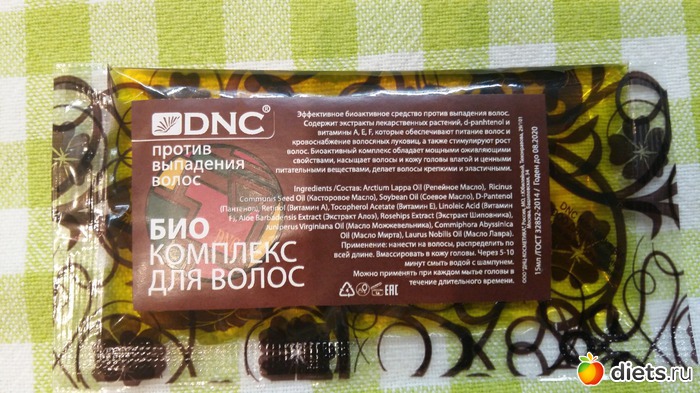 DNC®
против
выпадения
волос
БИО
КОМПЛЕКС
ДЛЯ ВОЛОС
Эффективное биоактивное средство против выпадения волос.
Содержит экстракты лекарственных растений, d-panhtenol и
витамины A, E, F, которые обеспечивают питание волос и
кровоснабжение волосяных луковиц, а также стимулирует рост
волос. Биоактивный комплекс обладает мощными оживляющими
свойствами, насыщает волосы и кожу головы влагой и ценными
питательными веществами, делает волосы крепкими и эластичными.
Ingredients /Состав: Arctium Lappa Oil (Репейное Масло), Ricinus
Communis Seed Oil (Касторовое Масло), Soybean Oil (Соевое Масло), D-Pantenol
(Пантенол), Retinol (Витамин А), Tocopherol Acetate (Витамин Е), Linoleic Acid (Витамин
F), Aloe Barbadensis Extract (Экстракт Алоэ), Rosehips Extract (Экстракт Шиповника),
Juniperus Virginiana Oil (Масло Можжевельника), Commiphora Abyssinica
Oil (Масло Мирта), Laurus Nobilis Oil (Масло Лавра).
Применение: нанести на волосы, распределить по
всей длине. Вмассировать в кожу головы. Через 5-10
минут смыть водой с шампунем.
Можно применять при каждом мытье головы в
течение длительного времени.
EAC
Москва,
15мл /ГОСТ 32852-2014 / Годен до 08.2020
DNC
diets.ru